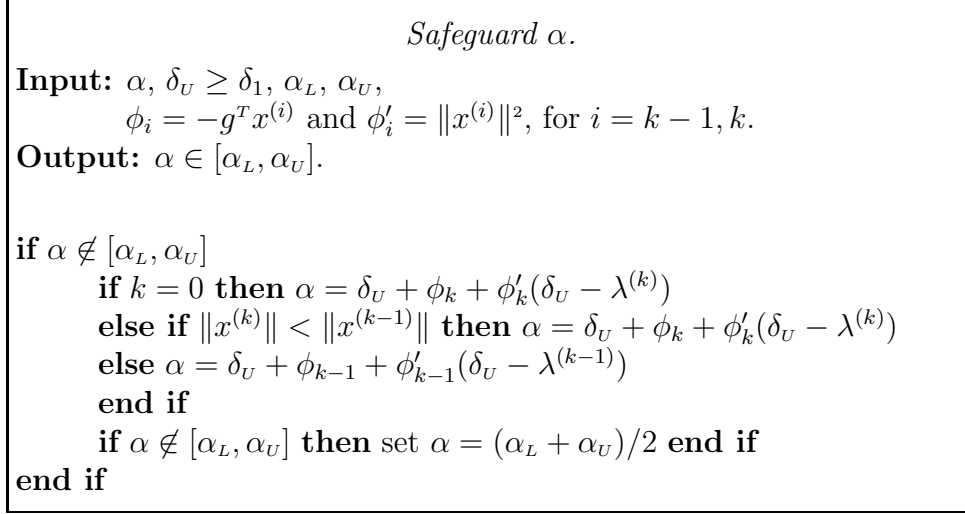 Safeguard α.
Input: α, δ_U ≥ δ₁, α_L, α_U,
ϕ_i = −g^T x^(i) and ϕ′_i = ‖x^(i)‖², for i = k − 1, k.
Output: α ∈ [α_L, α_U].
if α ∉ [α_L, α_U]
if k = 0 then α = δ_U + ϕ_k + ϕ′_k(δ_U − λ^(k))
else if ‖x^(k)‖ < ‖x^(k−1)‖ then α = δ_U + ϕ_k + ϕ′_k(δ_U − λ^(k))
else α = δ_U + ϕ_{k−1} + ϕ′_{k−1}(δ_U − λ^(k−1))
end if
if α ∉ [α_L, α_U] then set α = (α_L + α_U)/2 end if
end if